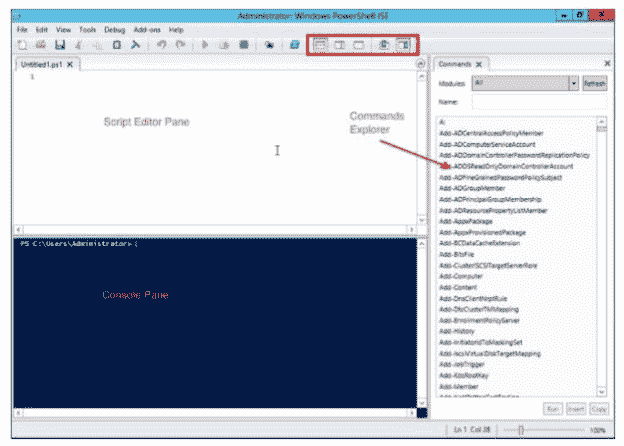 Administrator: Windows PowerShell ISE
File Edit View Tools Debug Add-ons Help
Untitled1.ps1 X
Commands X
1
Modules: All Refresh
Name:
Script Editor Pane
Commands
Explorer
A:
Add-ADCentralAccessPolicyMember
Add-ADComputerServiceAccount
Add-ADDomainControllerPasswordReplicationPolicy
Add-ADDSReadOnlyDomainControllerAccount
Add-ADFineGrainedPasswordPolicySubject
Add-ADGroupMember
Add-ADPrincipalGroupMembership
Add-ADResourcePropertyListMember
Add-AppxPackage
Add-AppxProvisionedPackage
Add-BCDataCacheExtension
Add-BitsFile
Add-ClusteriSCSITargetServerRole
Add-Computer
Add-Content
Add-DnsClientNrptRule
Add-DtcClusterTMMapping
Add-EnrollmentPolicyServer
Add-History
Add-InitiatorIdToMaskingSet
Add-IscsiVirtualDiskTargetMapping
Add-JobTrigger
Add-KdsRootKey
Add-Member
PS C:\Users\Administrator>
Console Pane
Run Insert Copy
Ln 1 Col 28 100%